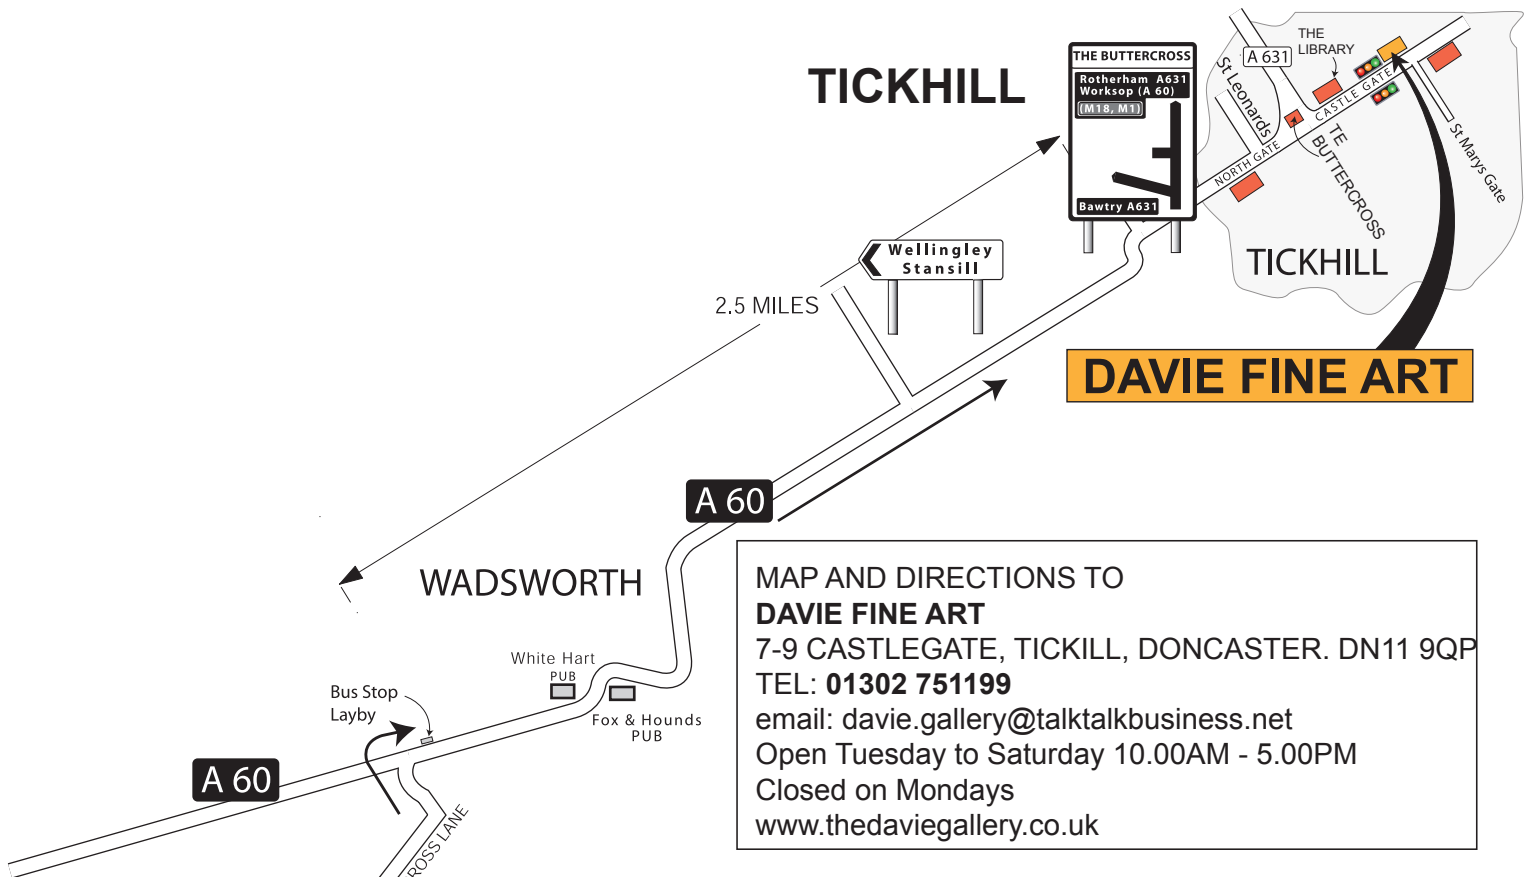 TICKHILL
THE BUTTERCROSS
Rotherham A631
Worksop (A 60)
(M18, M1)
Bawtry A631
A 631
THE
LIBRARY
St Leonards
CASTLE GATE
NORTH GATE
TE
BUTTERCROSS
St Marys Gate
TICKHILL
Wellingley
Stansill
2.5 MILES
DAVIE FINE ART
A 60
WADSWORTH
White Hart
PUB
Fox & Hounds
PUB
Bus Stop
Layby
A 60
ROSS LANE
MAP AND DIRECTIONS TO
DAVIE FINE ART
7-9 CASTLEGATE, TICKILL, DONCASTER. DN11 9QP
TEL: 01302 751199
email: davie.gallery@talktalkbusiness.net
Open Tuesday to Saturday 10.00AM - 5.00PM
Closed on Mondays
www.thedaviegallery.co.uk